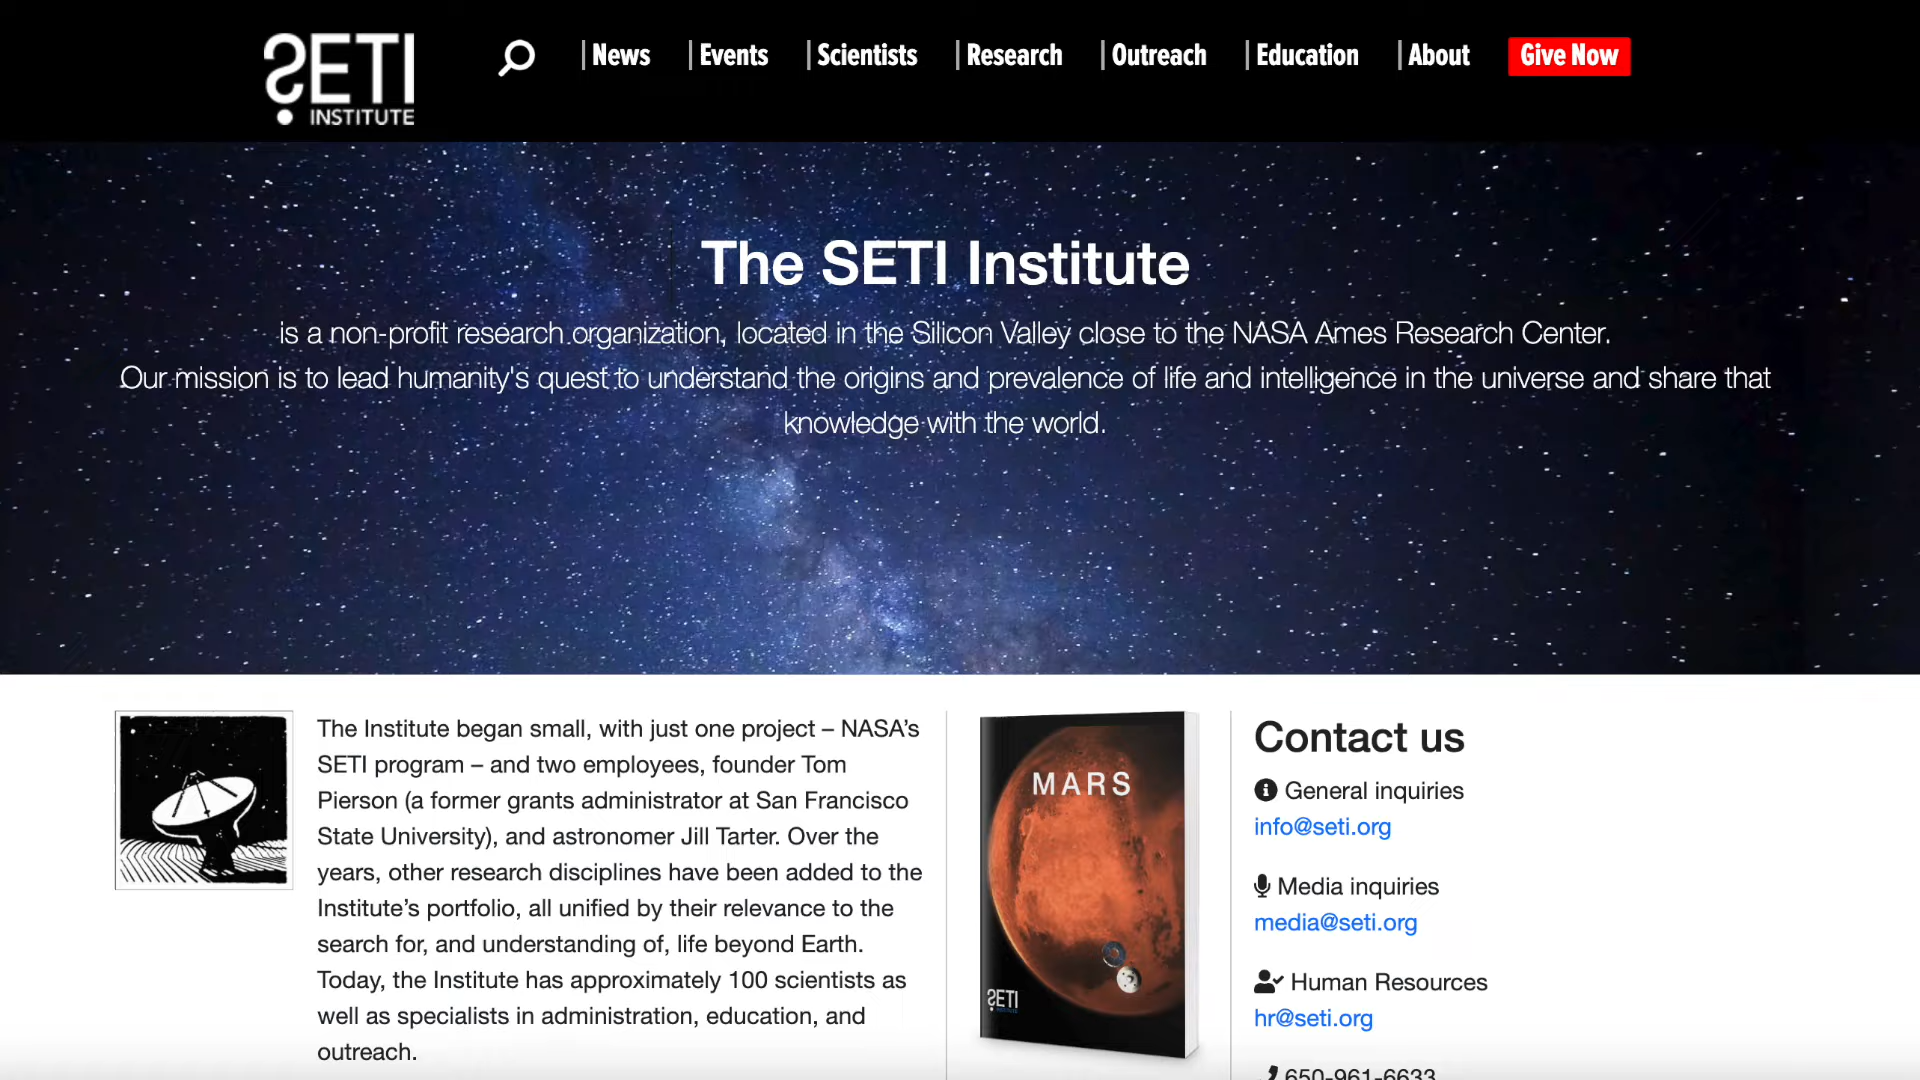 SETI
INSTITUTE
News
Events
Scientists
Research
Outreach
Education
About
Give Now
The SETI Institute
is a non-profit research organization, located in the Silicon Valley close to the NASA Ames Research Center.
Our mission is to lead humanity's quest to understand the origins and prevalence of life and intelligence in the universe and share that
knowledge with the world.
The Institute began small, with just one project – NASA’s
SETI program – and two employees, founder Tom
Pierson (a former grants administrator at San Francisco
State University), and astronomer Jill Tarter. Over the
years, other research disciplines have been added to the
Institute’s portfolio, all unified by their relevance to the
search for, and understanding of, life beyond Earth.
Today, the Institute has approximately 100 scientists as
well as specialists in administration, education, and
outreach.
MARS
SETI
INSTITUTE
Contact us
General inquiries
info@seti.org
Media inquiries
media@seti.org
Human Resources
hr@seti.org
650-961-6633